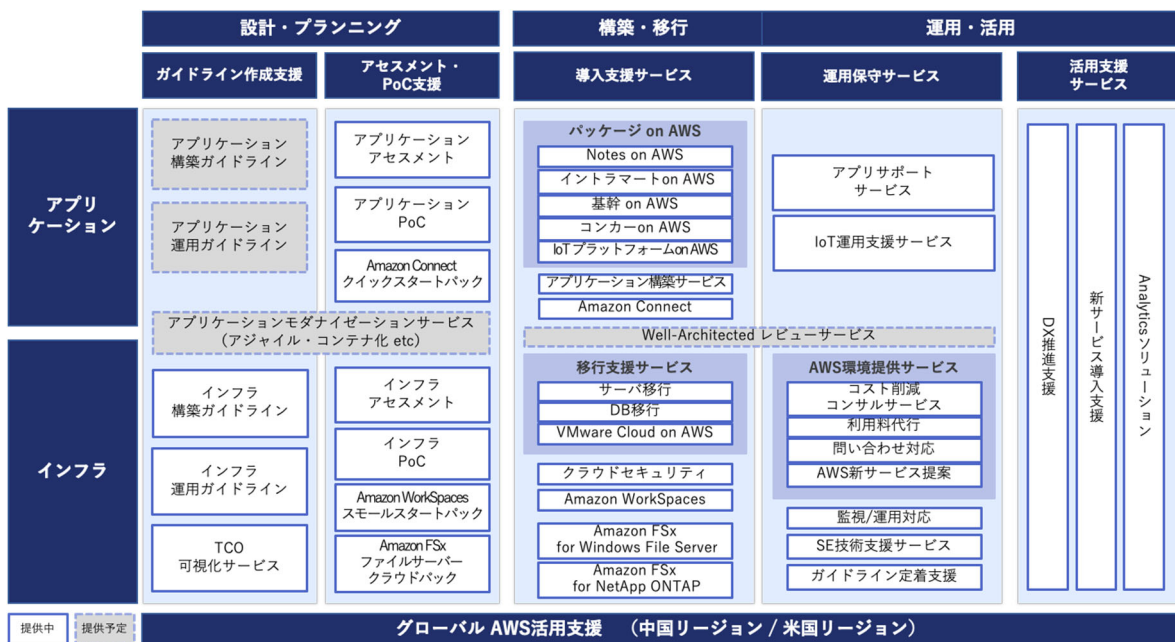 設計・プランニング
構築・移行
運用・活用
ガイドライン作成支援
アセスメント・
PoC支援
導入支援サービス
運用保守サービス
活用支援
サービス
アプリ
ケーション
アプリケーション
構築ガイドライン
アプリケーション
運用ガイドライン
アプリケーション
アセスメント
アプリケーション
PoC
Amazon Connect
クイックスタートパック
パッケージ on AWS
Notes on AWS
イントラマートon AWS
基幹 on AWS
コンカーon AWS
IoTプラットフォームon AWS
アプリケーション構築サービス
Amazon Connect
アプリサポート
サービス
IoT運用支援サービス
アプリケーションモダナイゼーションサービス
（アジャイル・コンテナ化 etc）
Well-Architected レビューサービス
インフラ
インフラ
構築ガイドライン
インフラ
運用ガイドライン
TCO
可視化サービス
インフラ
アセスメント
インフラ
PoC
Amazon WorkSpaces
スモールスタートパック
Amazon FSx
ファイルサーバー
クラウドパック
移行支援サービス
サーバ移行
DB移行
VMware Cloud on AWS
クラウドセキュリティ
Amazon WorkSpaces
Amazon FSx
for Windows File Server
Amazon FSx
for NetApp ONTAP
AWS環境提供サービス
コスト削減
コンサルサービス
利用料代行
問い合わせ対応
AWS新サービス提案
監視/運用対応
SE技術支援サービス
ガイドライン定着支援
DX推進支援
新サービス導入支援
Analyticsソリューション
提供中
提供予定
グローバル AWS活用支援 （中国リージョン / 米国リージョン）